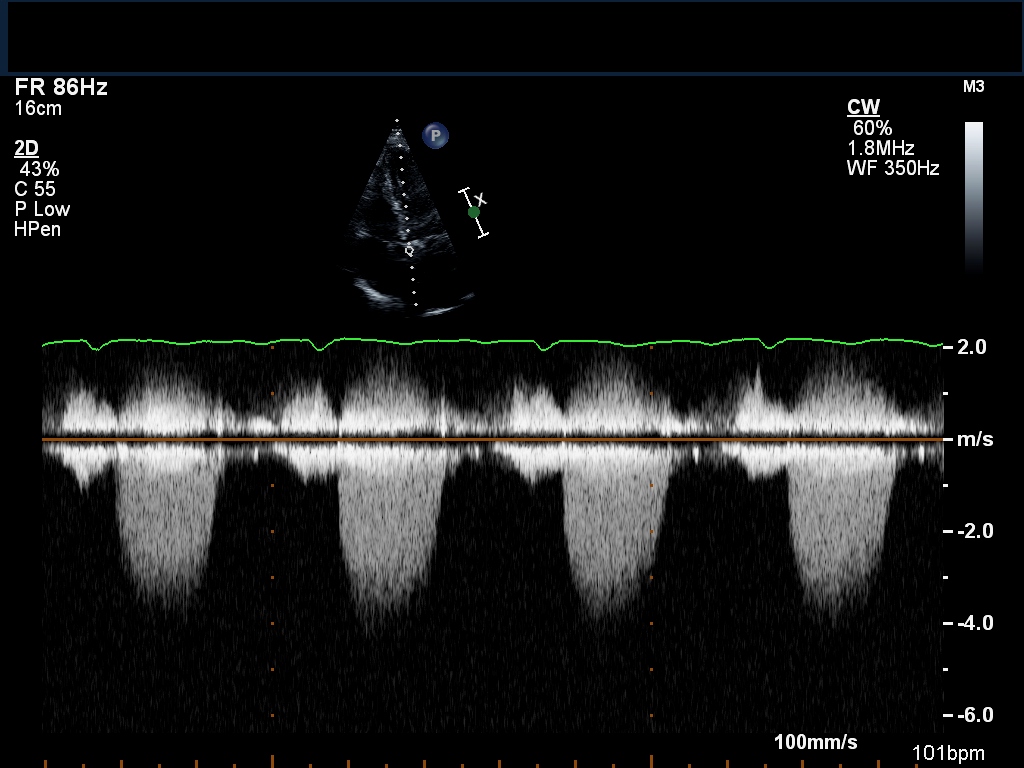 FR 86Hz
16cm
2D
43%
C 55
P Low
HPen
P
X
M3
CW
60%
1.8MHz
WF 350Hz
2.0
m/s
-2.0
-4.0
-6.0
100mm/s
101bpm